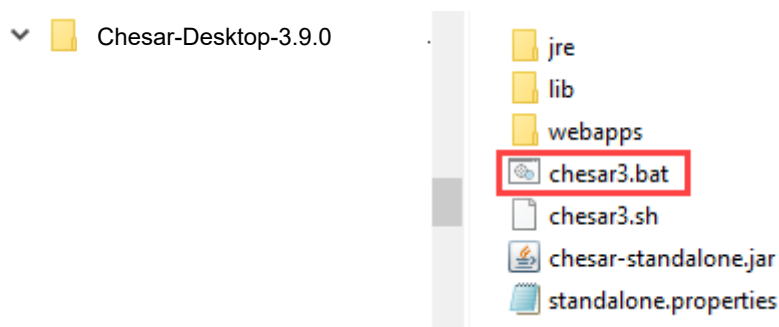 Chesar-Desktop-3.9.0
jre
lib
webapps
chesar3.bat
chesar3.sh
chesar-standalone.jar
standalone.properties